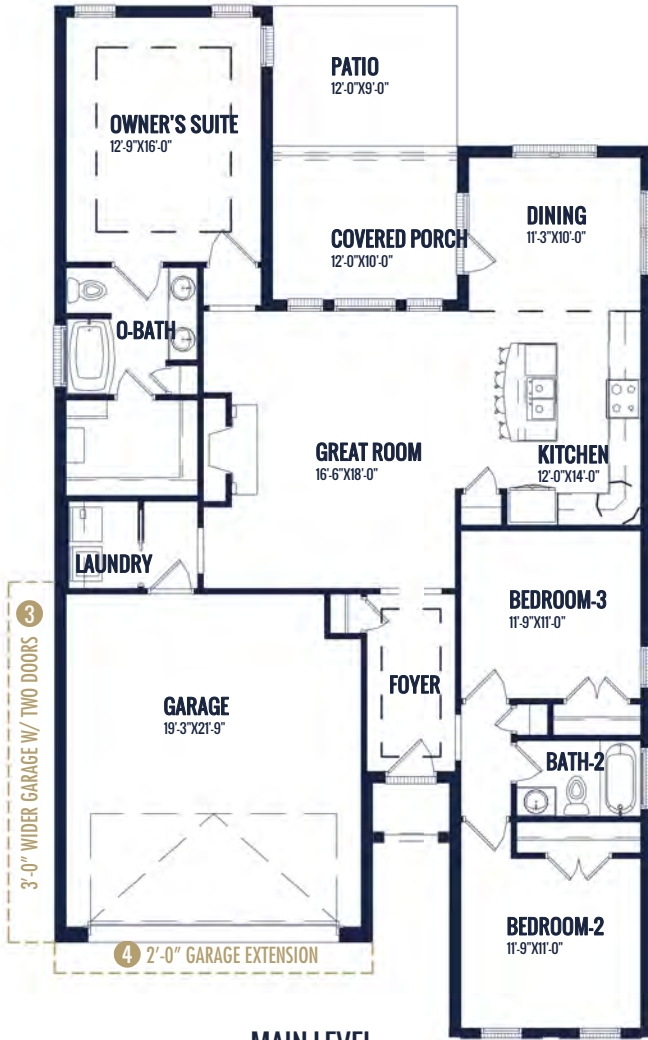 PATIO
12'-0"X9'-0"
OWNER'S SUITE
12'-9"X16'-0"
DINING
11'-3"X10'-0"
COVERED PORCH
12'-0"X10'-0"
O-BATH
GREAT ROOM
16'-6"X18'-0"
KITCHEN
12'-0"X14'-0"
LAUNDRY
BEDROOM-3
11'-9"X11'-0"
3
3'-0" WIDER GARAGE W/ TWO DOORS
FOYER
GARAGE
19'-3"X21'-9"
BATH-2
BEDROOM-2
11'-9"X11'-0"
4 2'-0" GARAGE EXTENSION
MAIN LEVEL